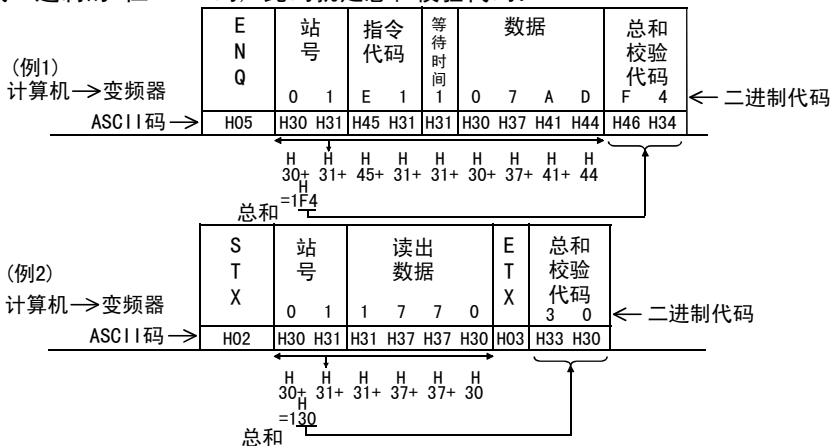 E N Q 站号 指令代码 等待时间 数据 总和校验代码
(例1)
计算机→变频器
0 1 E 1 1 0 7 A D F 4 ← 二进制代码
ASCII码→ H05 H30 H31 H45 H31 H31 H30 H37 H41 H44 H46 H34
H H H H H H H H H
30+ 31+ 45+ 31+ 31+ 30+ 37+ 41+ 44
H
=1F4
总和
S T X 站号 读出数据 E T X 总和校验代码
(例2)
计算机→变频器
0 1 1 7 7 0 3 0 ← 二进制代码
ASCII码→ H02 H30 H31 H31 H37 H37 H30 H03 H33 H30
H H H H H H
30+ 31+ 31+ 37+ 37+ 30
H
=130
总和